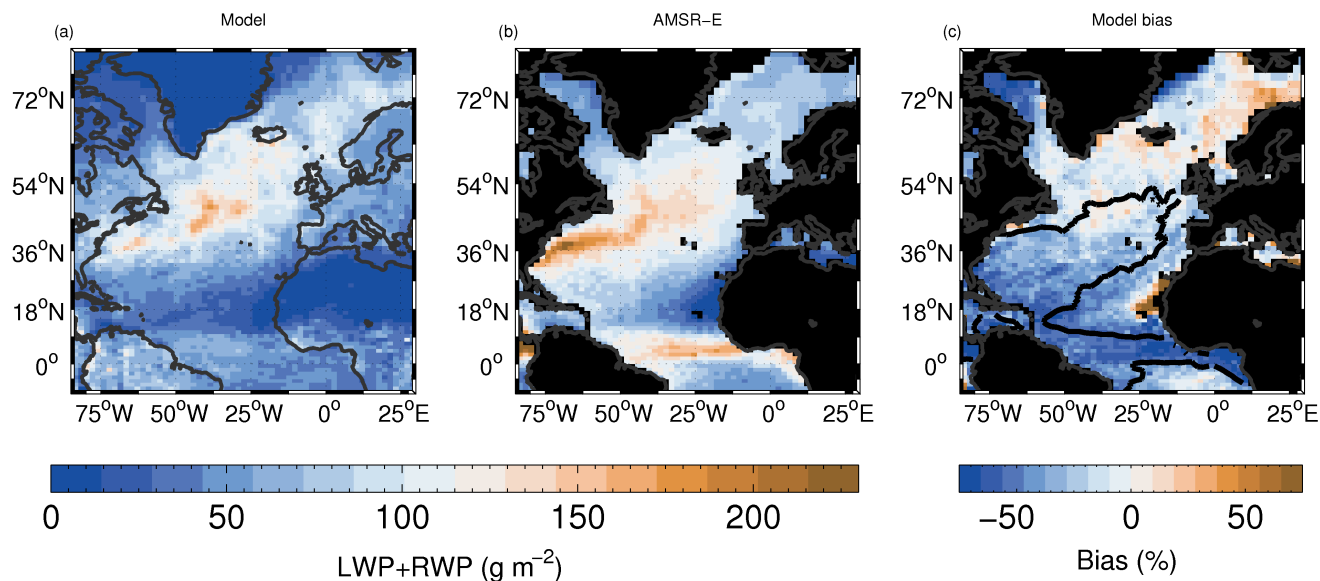 Model
AMSR−E
Model bias
(a)
(b)
(c)
72°N
54°N
36°N
18°N
0°
75°W
50°W
25°W
0°
25°E
72°N
54°N
36°N
18°N
0°
75°W
50°W
25°W
0°
25°E
72°N
54°N
36°N
18°N
0°
75°W
50°W
25°W
0°
25°E
0 50 100 150 200
LWP+RWP (g m⁻²)
−50 0 50
Bias (%)